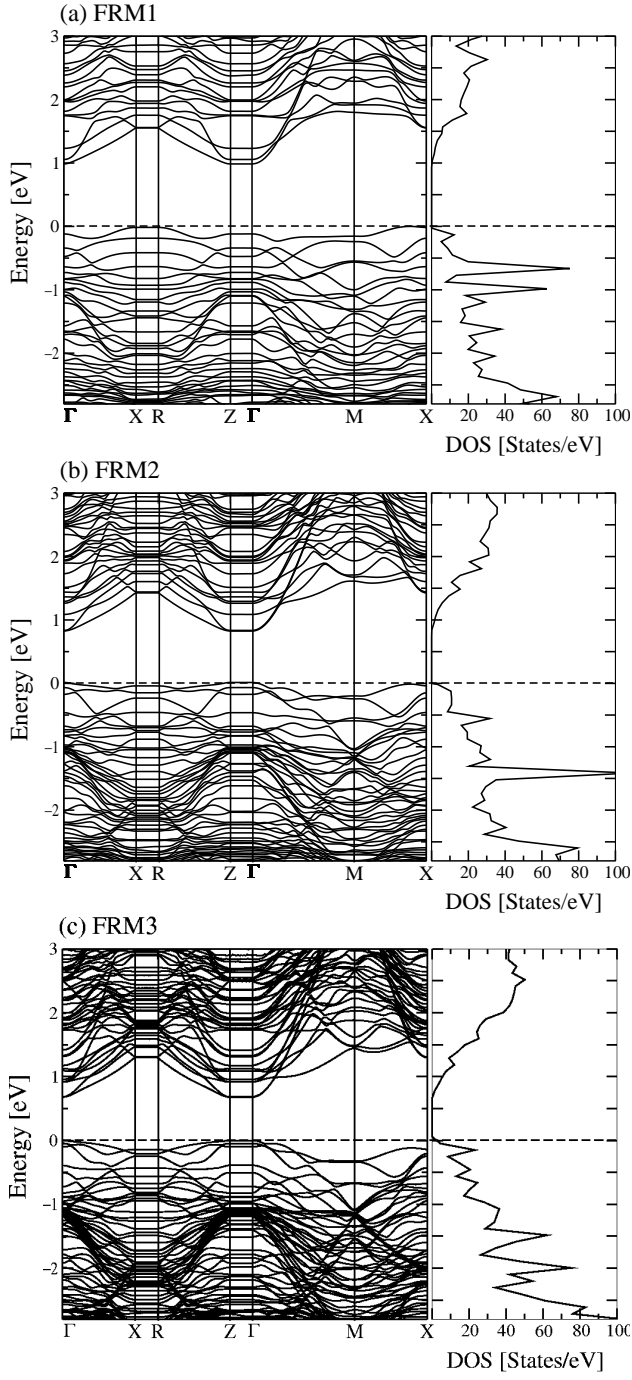 (a) FRM1
3
2
1
0
−1
−2
Energy [eV]
Γ X R Z Γ M X
20 40 60 80 100
DOS [States/eV]
(b) FRM2
3
2
1
0
−1
−2
Energy [eV]
Γ X R Z Γ M X
20 40 60 80 100
DOS [States/eV]
(c) FRM3
3
2
1
0
−1
−2
Energy [eV]
Γ X R Z Γ M X
20 40 60 80 100
DOS [States/eV]